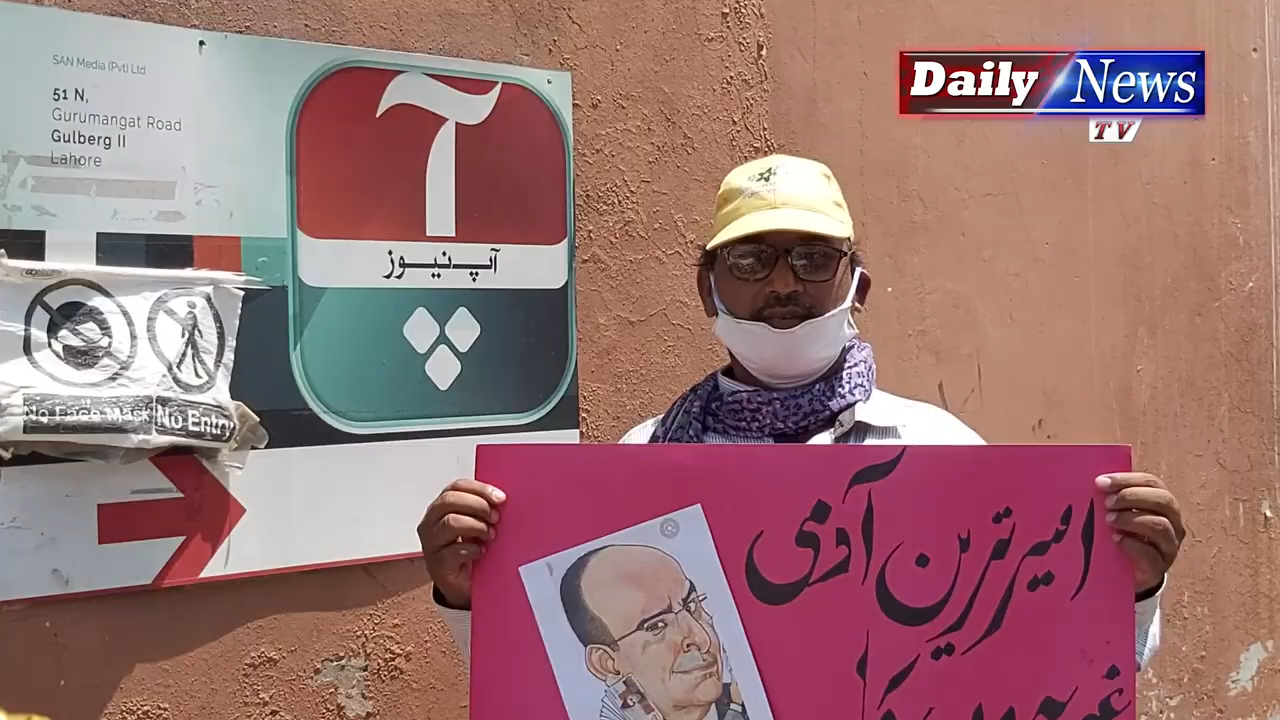 SAN Media (Pvt) Ltd
51 N,
Gurumangat Road
Gulberg II
Lahore
آ
آپ نیوز
No Face Mask No Entry
Daily News
TV
امیر ترین آدمی